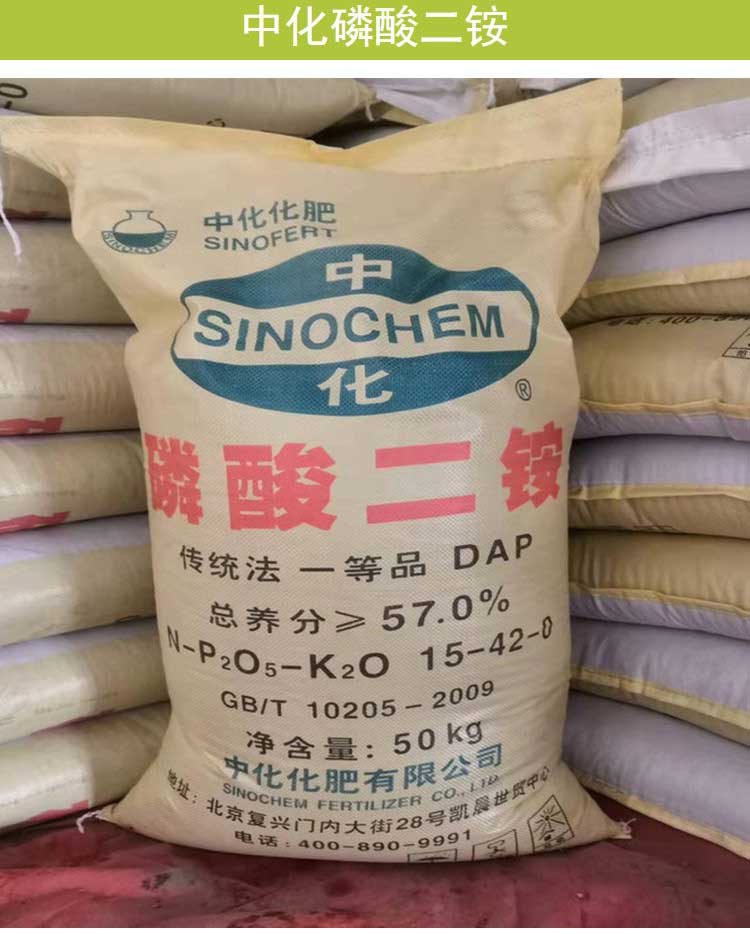 中化磷酸二铵
SINOCHEM
中化化肥
SINOFERT
中
SINOCHEM
化
®
磷酸二铵
传统法 一等品 DAP
总养分≥57.0%
N-P2O5-K2O 15-42-0
GB/T 10205-2009
净含量: 50kg
中化化肥有限公司
SINOCHEM FERTILIZER CO., LTD
地址: 北京复兴门内大街28号凯晨世贸中心
电话: 400-890-9991